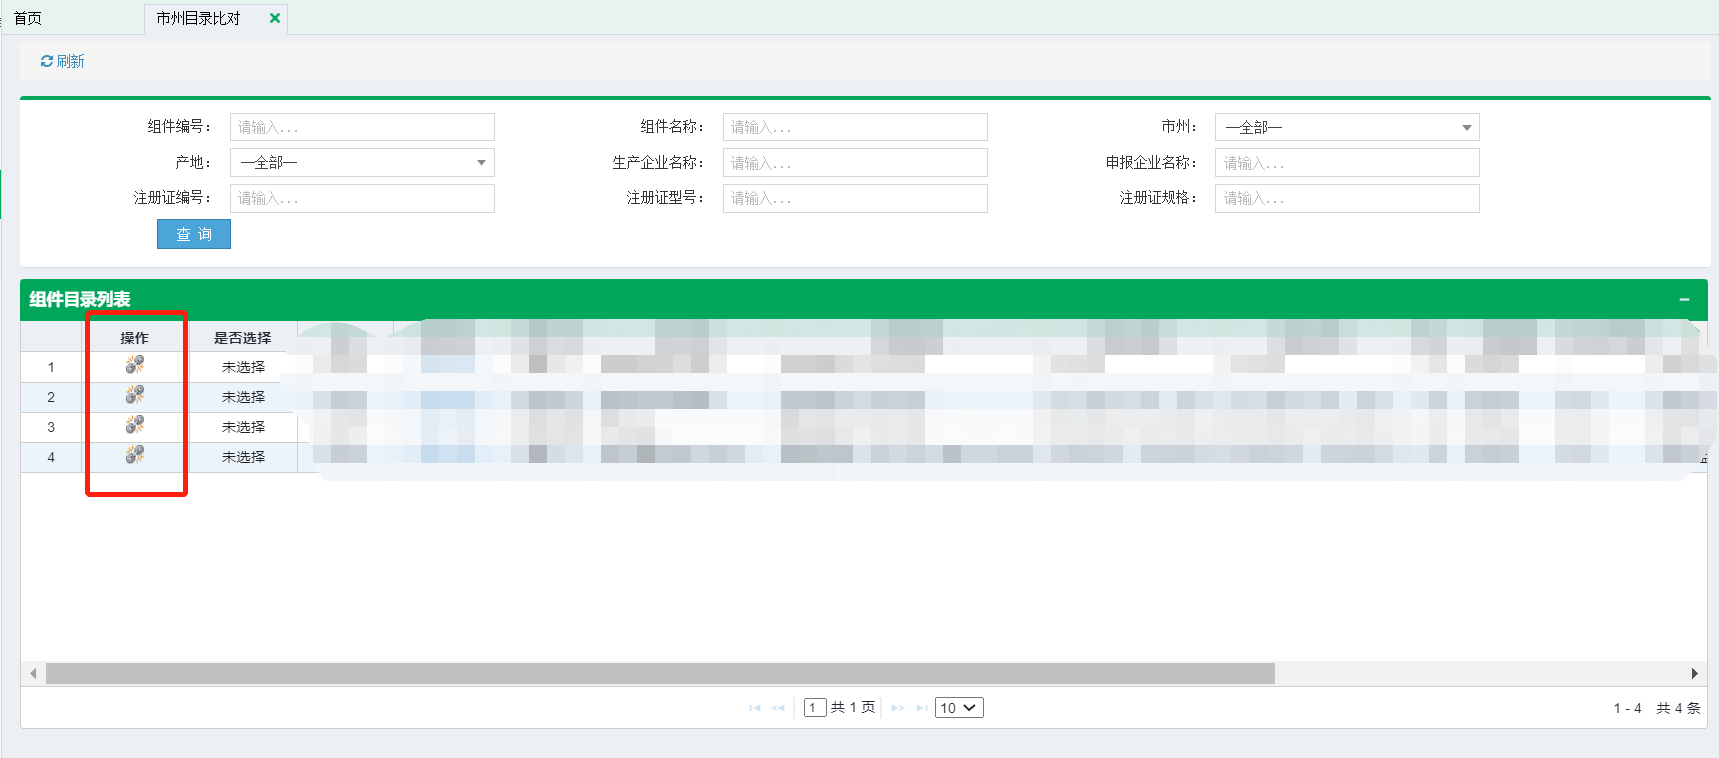 首页 市州目录比对
刷新
组件编号： 请输入... 组件名称： 请输入... 市州： —全部—
产地： —全部— 生产企业名称： 请输入... 申报企业名称： 请输入...
注册证编号： 请输入... 注册证型号： 请输入... 注册证规格： 请输入...
查 询
组件目录列表
操作 是否选择
1 未选择
2 未选择
3 未选择
4 未选择
1 共 1 页 10 1 - 4 共 4 条